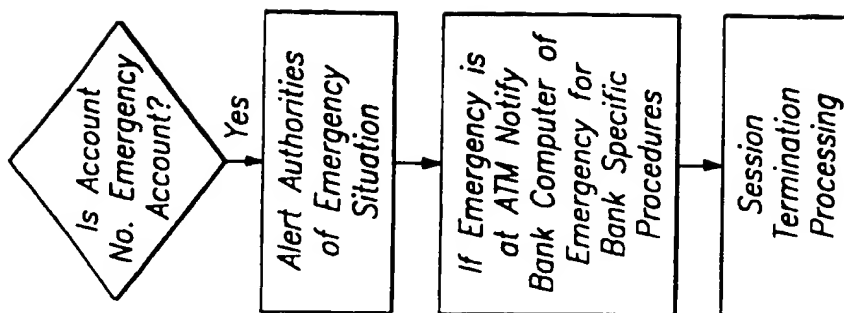 Is Account
No. Emergency
Account?
Yes
Alert Authorities
of Emergency
Situation
If Emergency is
at ATM Notify
Bank Computer of
Emergency for
Bank Specific
Procedures
Session
Termination
Processing